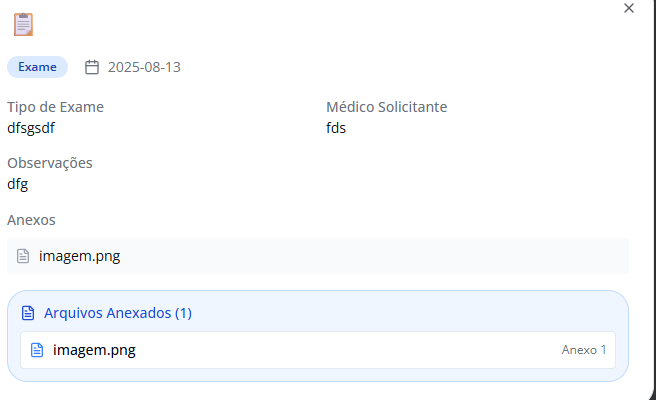 Exame 2025-08-13
Tipo de Exame Médico Solicitante
dfsgsdf fds
Observações
dfg
Anexos
imagem.png
Arquivos Anexados (1)
imagem.png Anexo 1